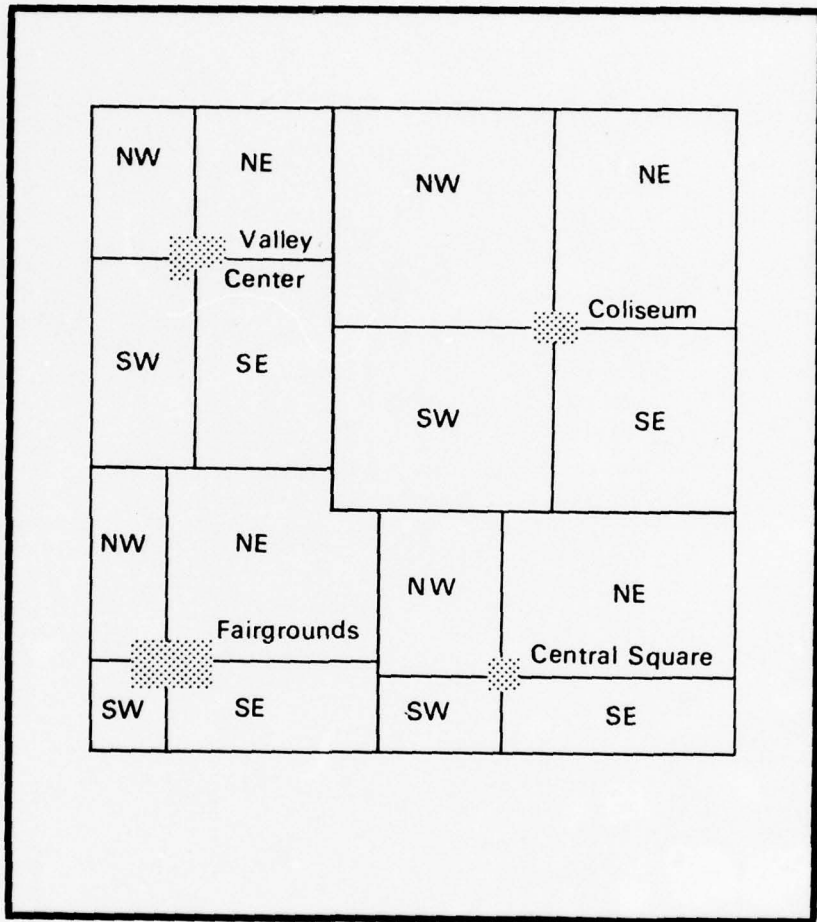 NW
NE
Valley
Center
SW
SE
NW
NE
Coliseum
SW
SE
NW
NE
Fairgrounds
SW
SE
NW
NE
Central Square
SW
SE